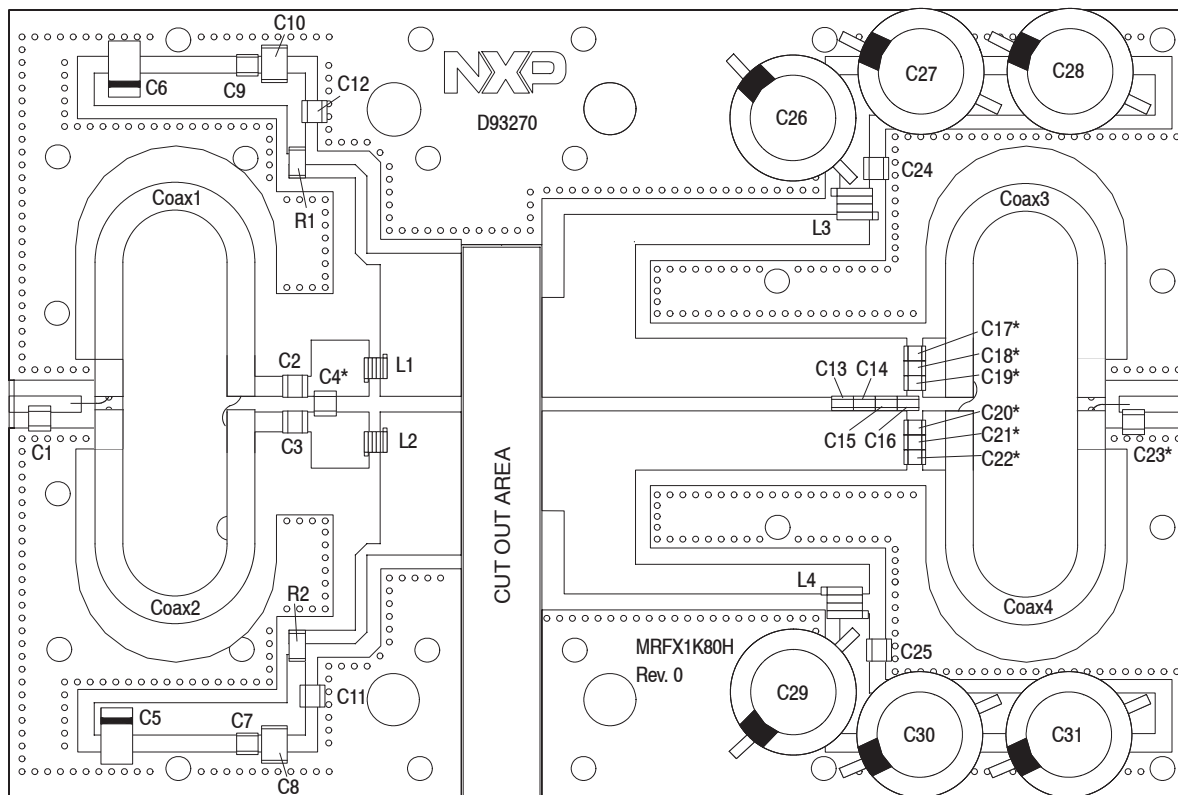 C10
C27
C28
C6
C9
C12
NXP
D93270
C26
C24
Coax1
R1
L3
Coax3
C17*
C18*
C19*
C2
C4*
L1
C13
C14
C1
C3
L2
C15
C16
C20*
C21*
C22*
C23*
CUT OUT AREA
Coax2
R2
L4
Coax4
MRFX1K80H
Rev. 0
C25
C5
C7
C11
C8
C29
C30
C31